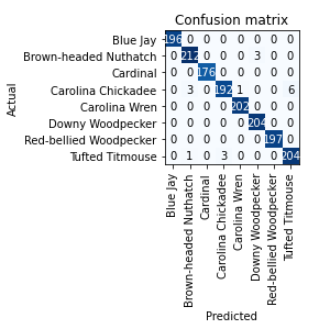 Confusion matrix
Blue Jay 196 0 0 0 0 0 0 0
Brown-headed Nuthatch 0 212 0 0 0 3 0 0
Cardinal 0 0 176 0 0 0 0 0
Carolina Chickadee 0 3 0 192 1 0 0 6
Carolina Wren 0 0 0 0 202 0 0 0
Downy Woodpecker 0 0 0 0 0 204 0 0
Red-bellied Woodpecker 0 0 0 0 0 0 197 0
Tufted Titmouse 0 1 0 3 0 0 0 204
Actual
Blue Jay
Brown-headed Nuthatch
Cardinal
Carolina Chickadee
Carolina Wren
Downy Woodpecker
Red-bellied Woodpecker
Tufted Titmouse
Predicted